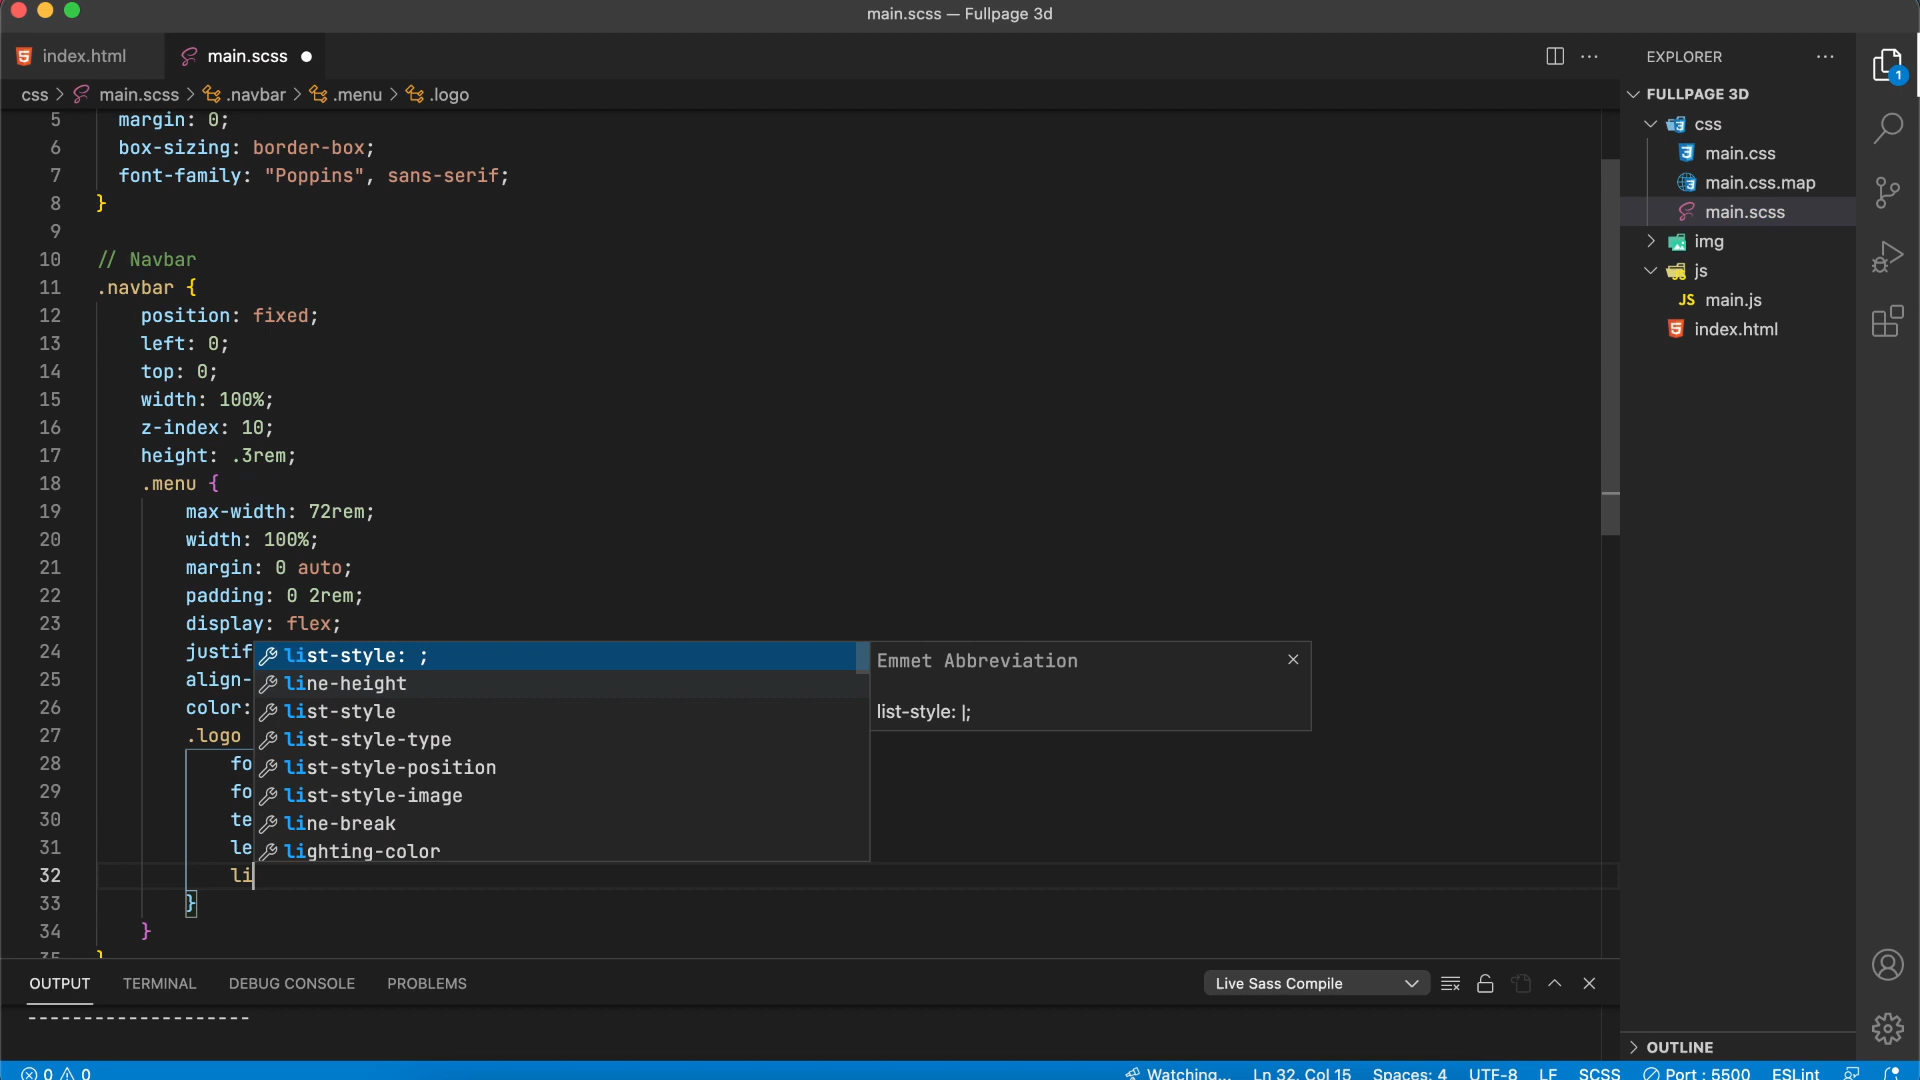 main.scss — Fullpage 3d
index.html main.scss EXPLORER
css > main.scss > .navbar > .menu > .logo
5 margin: 0;
6 box-sizing: border-box;
7 font-family: "Poppins", sans-serif;
8 }
9
10 // Navbar
11 .navbar {
12 position: fixed;
13 left: 0;
14 top: 0;
15 width: 100%;
16 z-index: 10;
17 height: .3rem;
18 .menu {
19 max-width: 72rem;
20 width: 100%;
21 margin: 0 auto;
22 padding: 0 2rem;
23 display: flex;
24 justif
25 align-
26 color:
27 .logo
28 fo
29 fo
30 te
31 le
32 li
33 }
34 }
35 }
list-style: ;
line-height
list-style
list-style-type
list-style-position
list-style-image
line-break
lighting-color
Emmet Abbreviation
list-style: |;
FULLPAGE 3D
css
main.css
main.css.map
main.scss
img
js
JS main.js
index.html
1
OUTPUT TERMINAL DEBUG CONSOLE PROBLEMS Live Sass Compile
--------------------
OUTLINE
0 0 Watching... Ln 32, Col 15 Spaces: 4 UTF-8 LF SCSS Port : 5500 ESLint